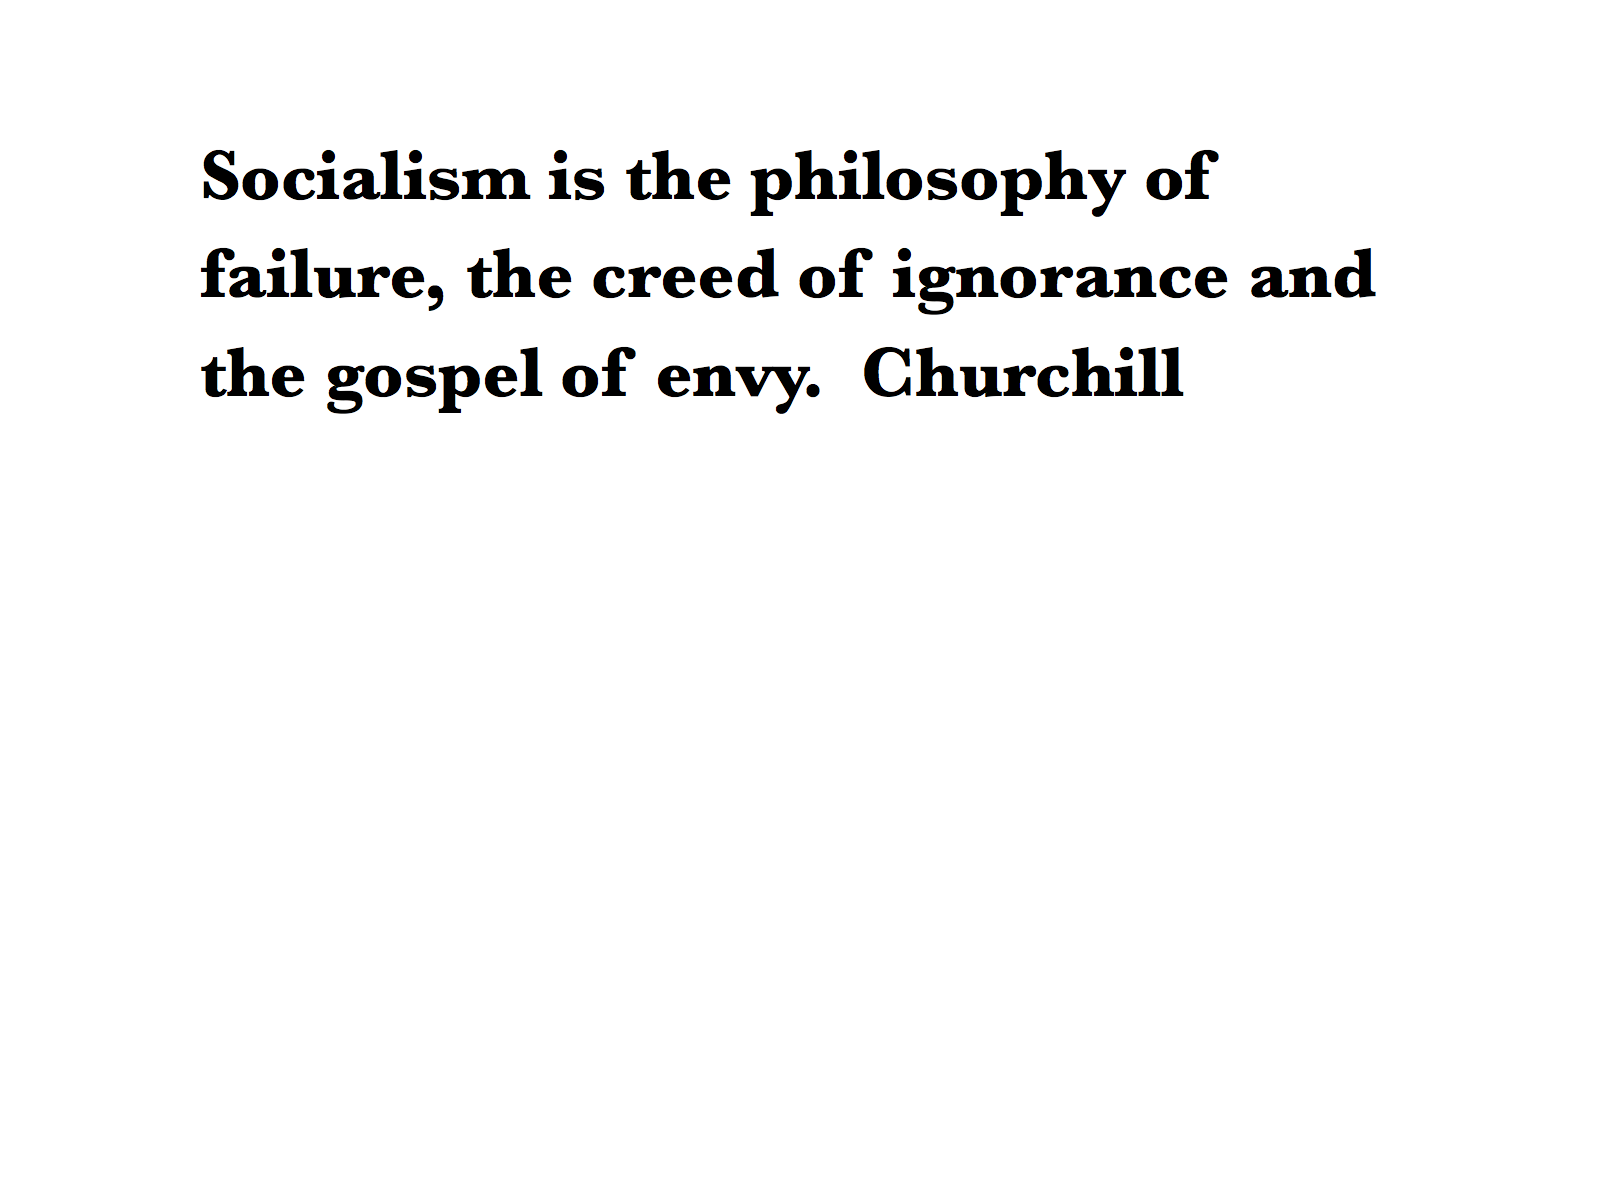 Socialism is the philosophy of
failure, the creed of ignorance and
the gospel of envy.  Churchill